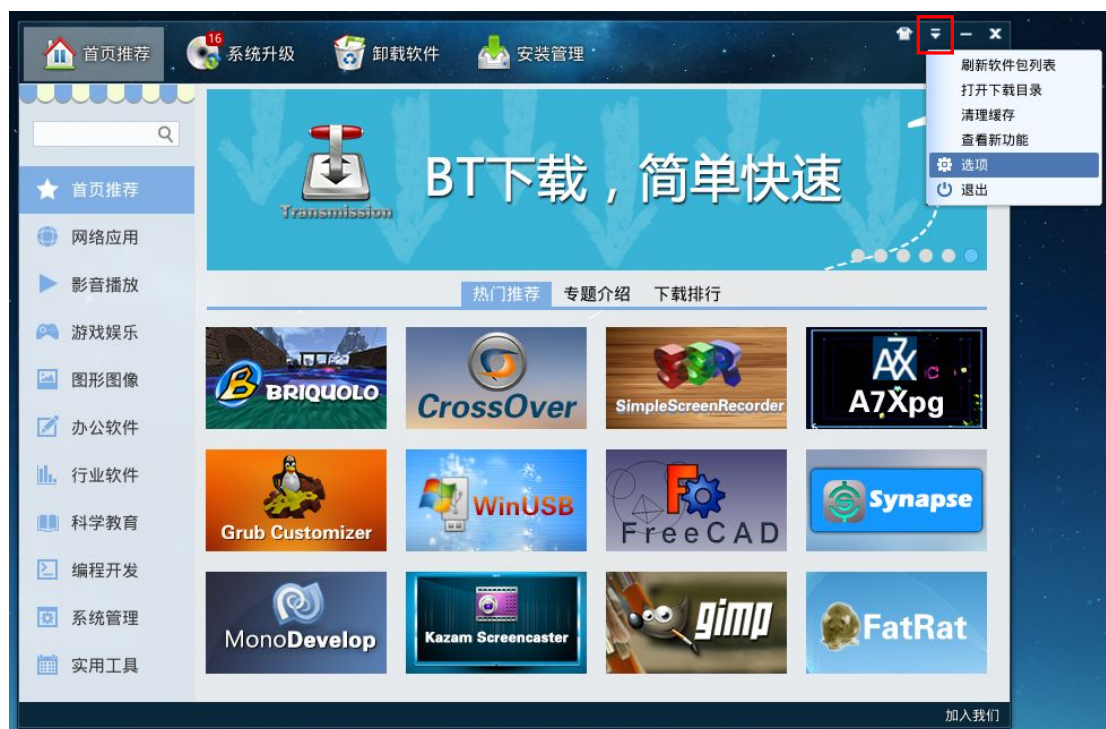 首页推荐
16
系统升级
卸载软件
安装管理
刷新软件包列表
打开下载目录
清理缓存
查看新功能
选项
退出
首页推荐
网络应用
影音播放
游戏娱乐
图形图像
办公软件
行业软件
科学教育
编程开发
系统管理
实用工具
Transmission
BT下载，简单快速
热门推荐 专题介绍 下载排行
BRIQUOLO
CrossOver
SimpleScreenRecorder
A7X
A7Xpg
Grub Customizer
WinUSB
FreeCAD
Synapse
MonoDevelop
Kazam Screencaster
gimp
FatRat
加入我们